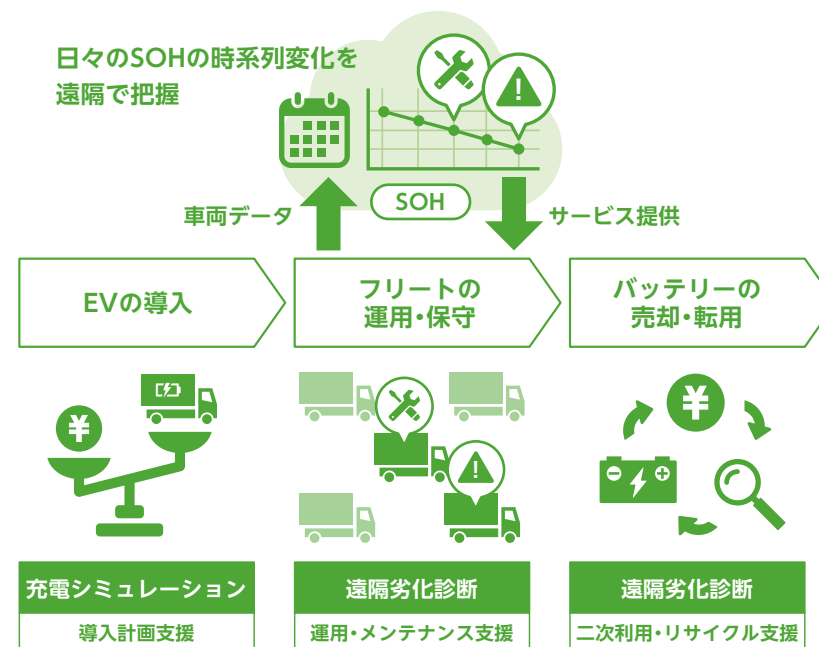 日々のSOHの時系列変化を
遠隔で把握
車両データ
SOH
サービス提供
EVの導入
フリートの
運用・保守
バッテリーの
売却・転用
¥
¥
充電シミュレーション
導入計画支援
遠隔劣化診断
運用・メンテナンス支援
遠隔劣化診断
二次利用・リサイクル支援